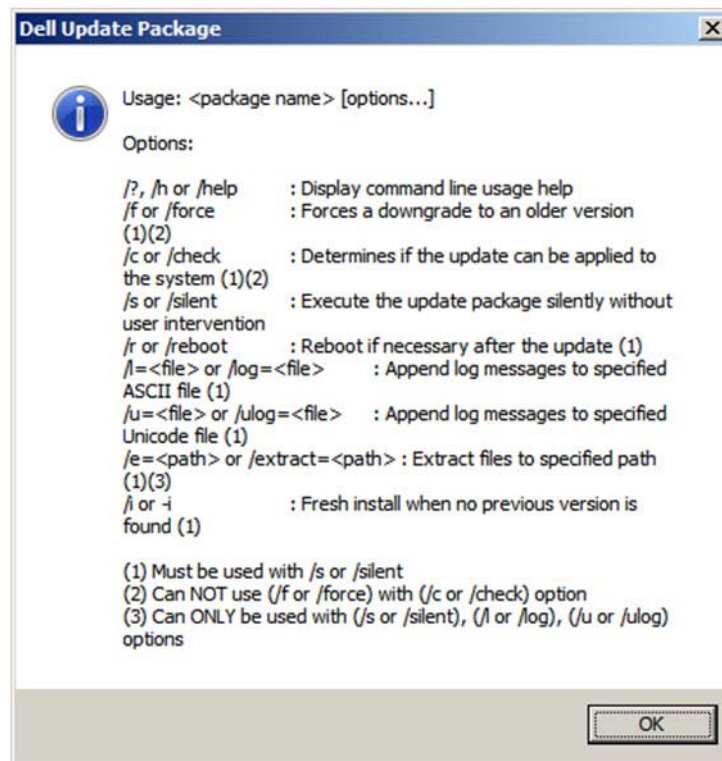 Dell Update Package
Usage: <package name> [options...]
Options:
/?, /h or /help : Display command line usage help
/f or /force : Forces a downgrade to an older version
(1)(2)
/c or /check : Determines if the update can be applied to
the system (1)(2)
/s or /silent : Execute the update package silently without
user intervention
/r or /reboot : Reboot if necessary after the update (1)
/l=<file> or /log=<file> : Append log messages to specified
ASCII file (1)
/u=<file> or /ulog=<file> : Append log messages to specified
Unicode file (1)
/e=<path> or /extract=<path> : Extract files to specified path
(1)(3)
/i or -i : Fresh install when no previous version is
found (1)
(1) Must be used with /s or /silent
(2) Can NOT use (/f or /force) with (/c or /check) option
(3) Can ONLY be used with (/s or /silent), (/l or /log), (/u or /ulog)
options
OK